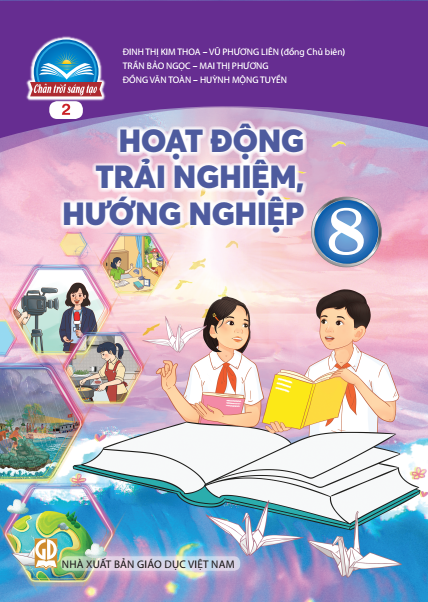 ĐINH THỊ KIM THOA – VŨ PHƯƠNG LIÊN (đồng Chủ biên)
TRẦN BẢO NGỌC – MAI THỊ PHƯƠNG
ĐỒNG VĂN TOÀN – HUỲNH MỘNG TUYỀN
Chân trời sáng tạo
2
HOẠT ĐỘNG
TRẢI NGHIỆM,
HƯỚNG NGHIỆP
8
GD
NHÀ XUẤT BẢN GIÁO DỤC VIỆT NAM